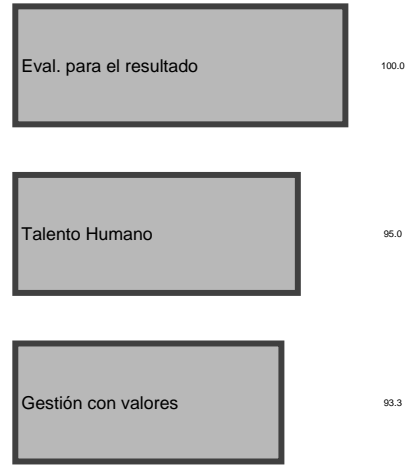 Eval. para el resultado 100.0
Talento Humano 95.0
Gestión con valores 93.3